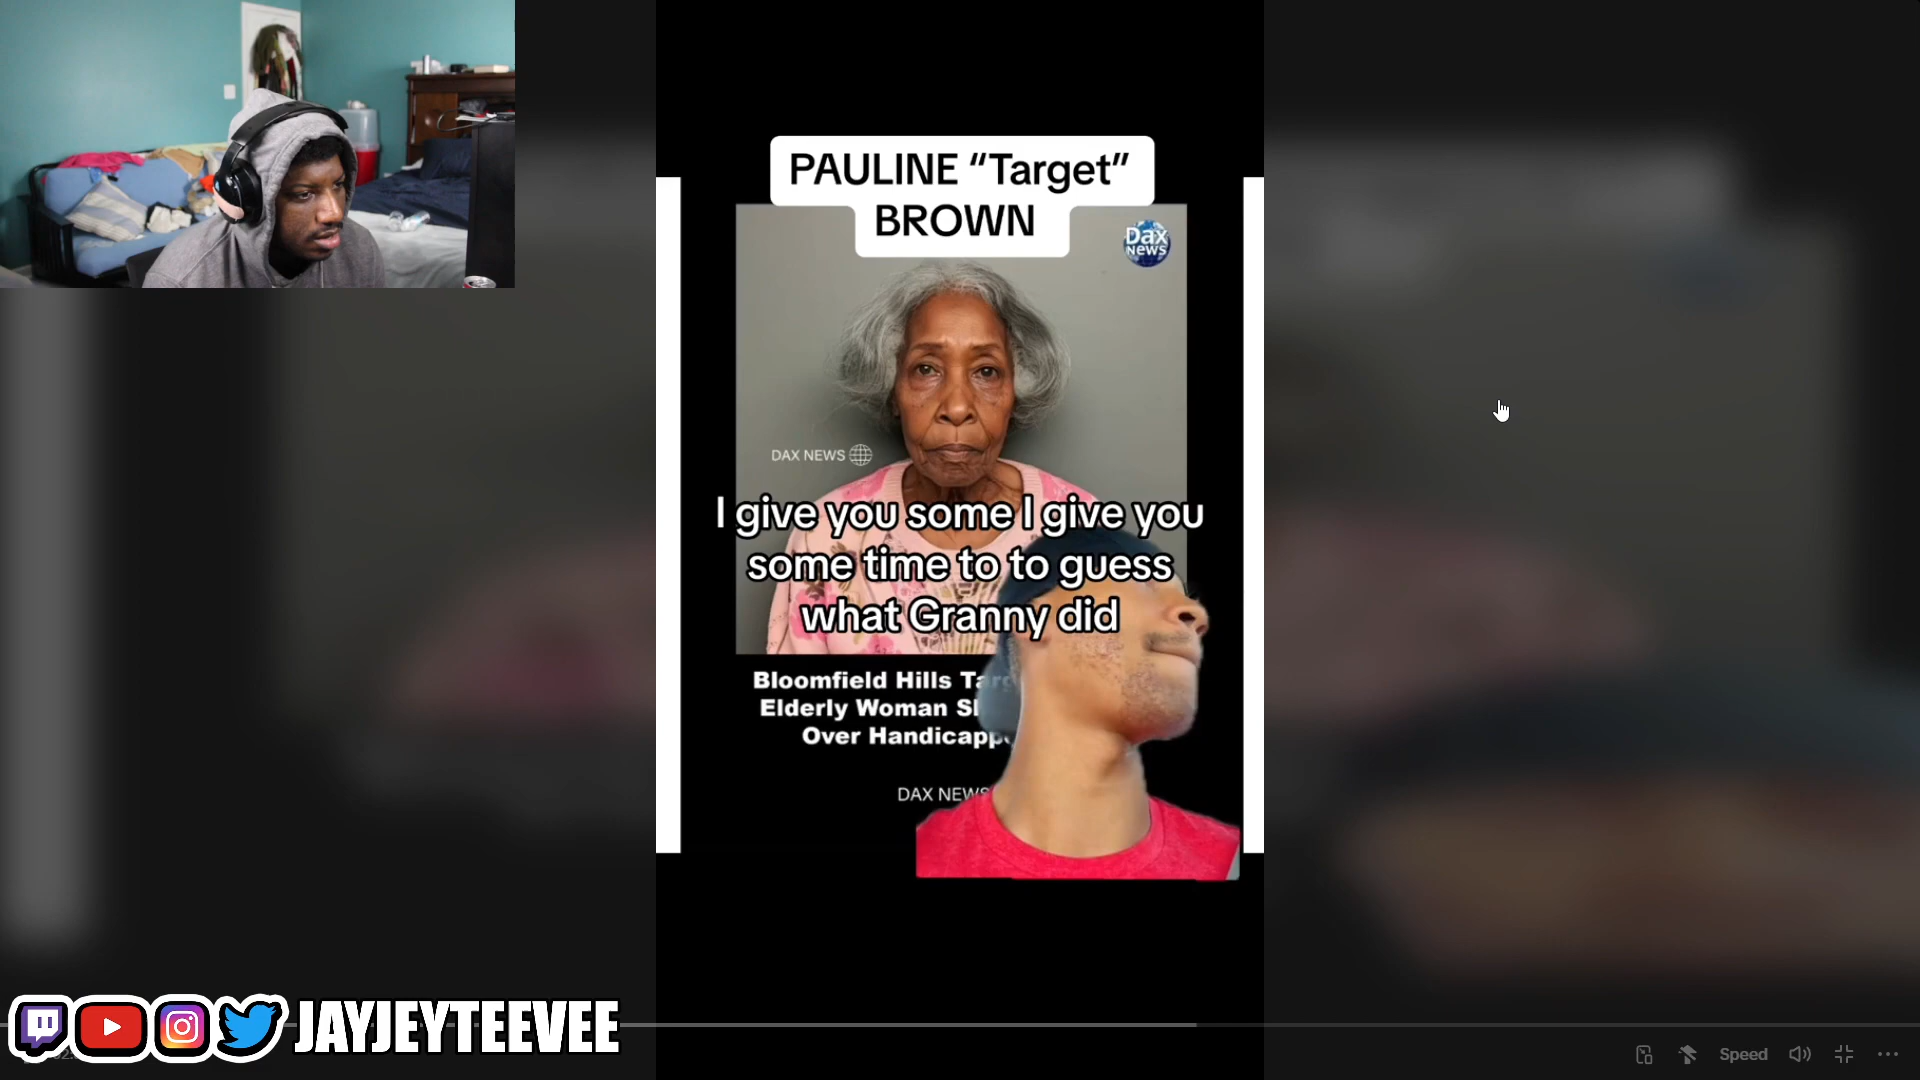 PAULINE “Target”
BROWN
Dax
News
DAX NEWS
I give you some I give you
some time to to guess
what Granny did
Bloomfield Hills
Elderly Woman
Over
DAX NEWS
JAYJEYTEEVEE
Speed